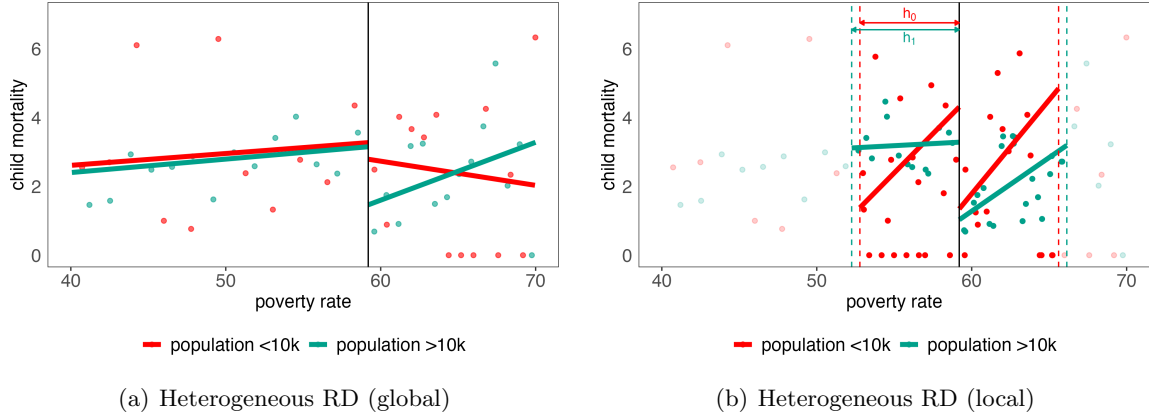 6
4
2
0
child mortality
40 50 60 70
poverty rate
population <10k population >10k
(a) Heterogeneous RD (global)
h0
h1
6
4
2
0
child mortality
40 50 60 70
poverty rate
population <10k population >10k
(b) Heterogeneous RD (local)